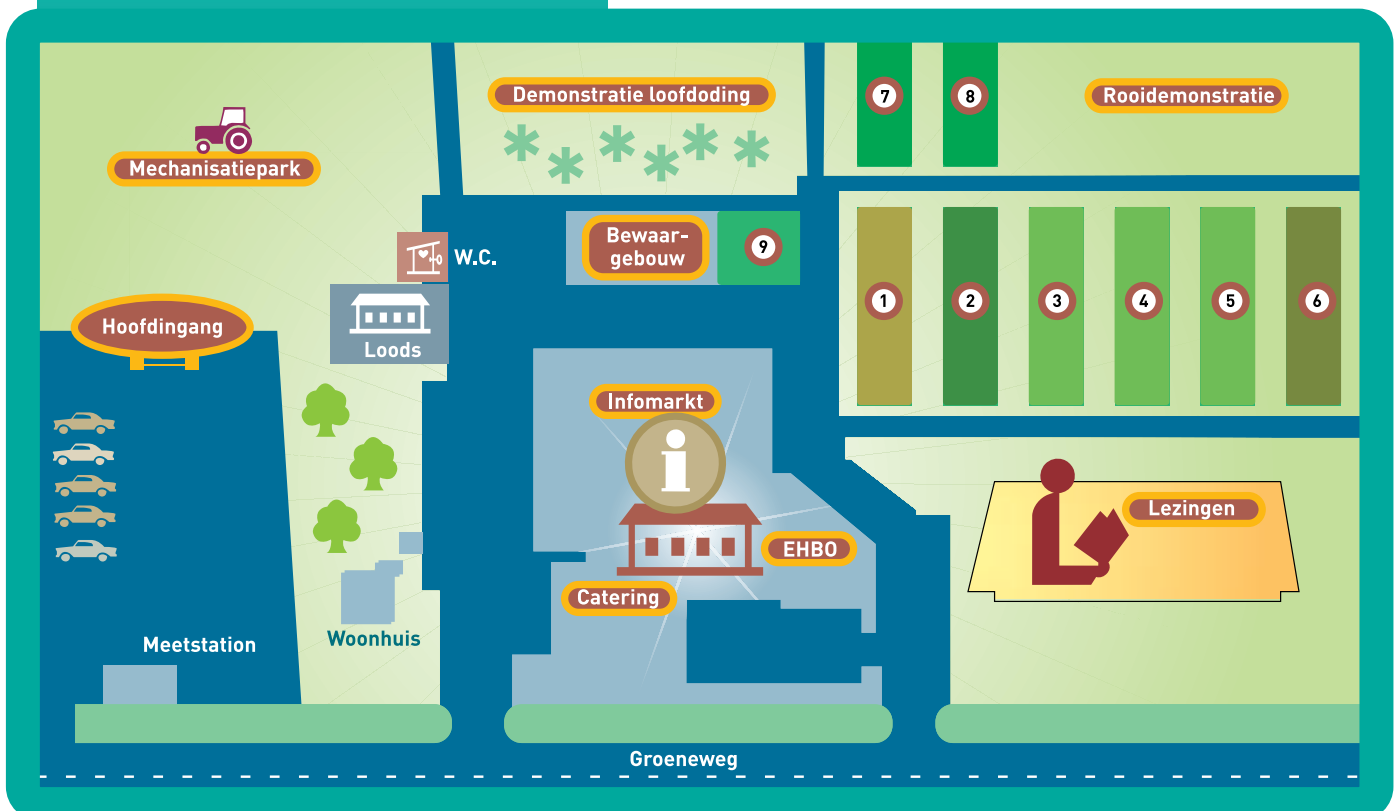 Demonstratie loofdoding
7
8
Rooidemonstratie
Mechanisatiepark
Bewaar-
gebouw
9
W.C.
1
2
3
4
5
6
Hoofdingang
Loods
Infomarkt
i
Lezingen
EHBO
Catering
Woonhuis
Meetstation
Groeneweg